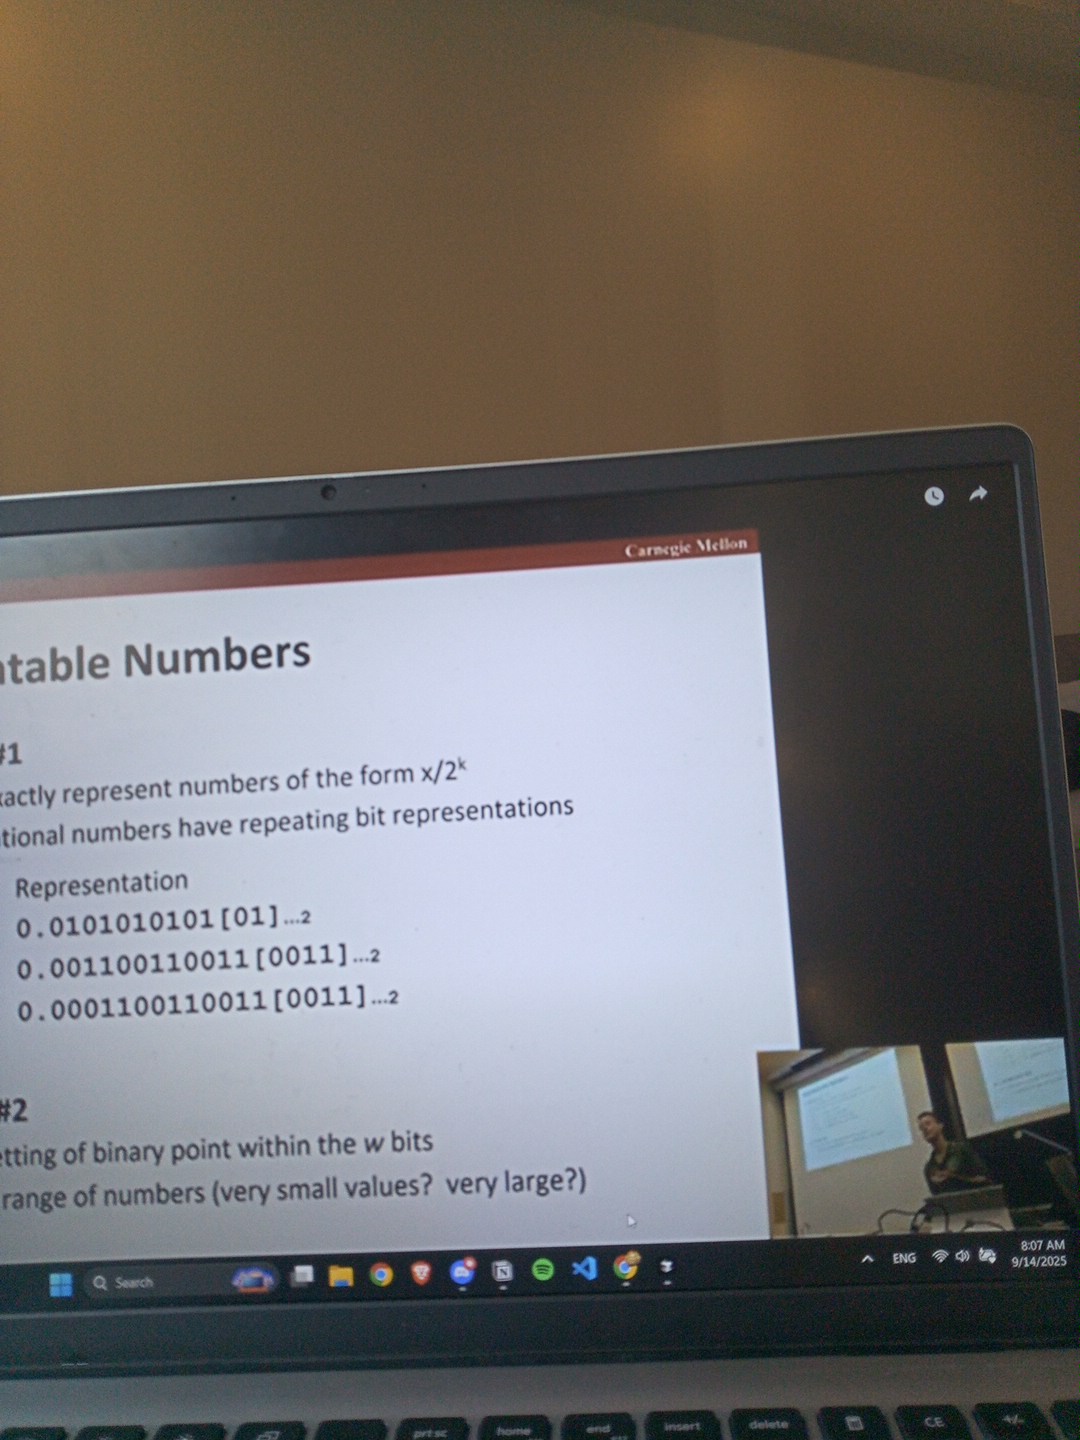 Carnegie Mellon
table Numbers
#1
actly represent numbers of the form x/2^k
tional numbers have repeating bit representations
Representation
0.0101010101[01]...2
0.001100110011[0011]...2
0.0001100110011[0011]...2
#2
etting of binary point within the w bits
range of numbers (very small values? very large?)
Search
ENG
8:07 AM
9/14/2025
prt sc
home
end
insert
delete
CE
+/-